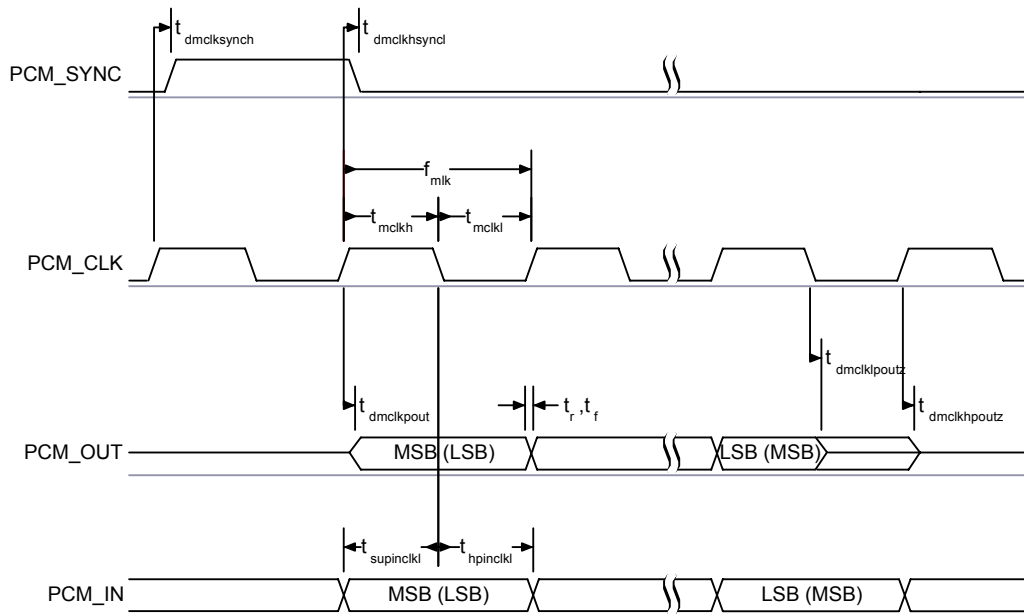 t dmclksynch
t dmclkhsyncl
PCM_SYNC
f mlk
t mclkh
t mclkl
PCM_CLK
t dmclklpoutz
t dmclkpout
t r ,t f
t dmclkhpoutz
PCM_OUT
MSB (LSB)
LSB (MSB)
t supinclkl
t hpinclkl
PCM_IN
MSB (LSB)
LSB (MSB)